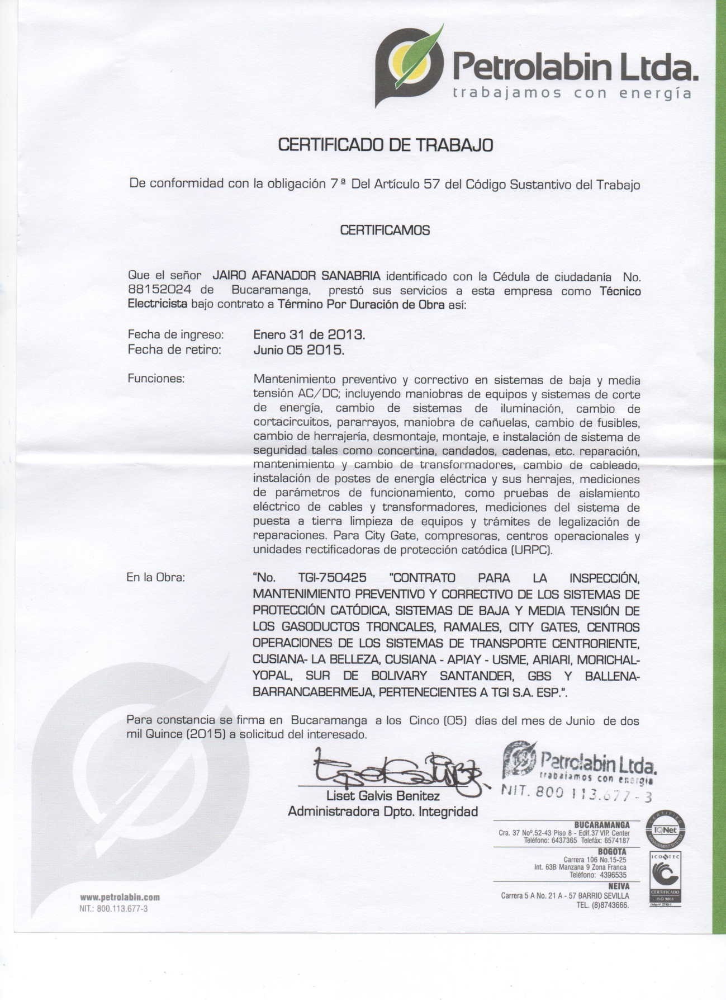 Petrolabin Ltda.
trabajamos con energía
CERTIFICADO DE TRABAJO
De conformidad con la obligación 7ª Del Artículo 57 del Código Sustantivo del Trabajo
CERTIFICAMOS
Que el señor JAIRO AFANADOR SANABRIA identificado con la Cédula de ciudadanía No.
88152024 de Bucaramanga, prestó sus servicios a esta empresa como Técnico
Electricista bajo contrato a Término Por Duración de Obra así:
Fecha de ingreso: Enero 31 de 2013.
Fecha de retiro: Junio 05 2015.
Funciones: Mantenimiento preventivo y correctivo en sistemas de baja y media
tensión AC/DC; incluyendo maniobras de equipos y sistemas de corte
de energía, cambio de sistemas de iluminación, cambio de
cortacircuitos, pararrayos, maniobra de cañuelas, cambio de fusibles,
cambio de herrajería, desmontaje, montaje, e instalación de sistema de
seguridad tales como concertina, candados, cadenas, etc. reparación,
mantenimiento y cambio de transformadores, cambio de cableado,
instalación de postes de energía eléctrica y sus herrajes, mediciones
de parámetros de funcionamiento, como pruebas de aislamiento
eléctrico de cables y transformadores, mediciones del sistema de
puesta a tierra limpieza de equipos y trámites de legalización de
reparaciones. Para City Gate, compresoras, centros operacionales y
unidades rectificadoras de protección catódica (URPC).
En la Obra: "No. TGI-750425 "CONTRATO PARA LA INSPECCIÓN,
MANTENIMIENTO PREVENTIVO Y CORRECTIVO DE LOS SISTEMAS DE
PROTECCIÓN CATÓDICA, SISTEMAS DE BAJA Y MEDIA TENSIÓN DE
LOS GASODUCTOS TRONCALES, RAMALES, CITY GATES, CENTROS
OPERACIONES DE LOS SISTEMAS DE TRANSPORTE CENTRORIENTE,
CUSIANA- LA BELLEZA, CUSIANA - APIAY - USME, ARIARI, MORICHAL-
YOPAL, SUR DE BOLIVARY SANTANDER, GBS Y BALLENA-
BARRANCABERMEJA, PERTENECIENTES A TGI S.A. ESP.".
Para constancia se firma en Bucaramanga a los Cinco (05) días del mes de Junio de dos
mil Quince (2015) a solicitud del interesado.
Petrolabin Ltda.
trabajamos con energía
NIT. 800 113.677-3
Liset Galvis Benitez
Administradora Dpto. Integridad
BUCARAMANGA
Cra. 37 Noº.52-43 Piso 8 - Edif.37 VIP. Center
Teléfono: 6437365 Telefáx: 6574187
BOGOTA
Carrera 106 No.15-25
Int. 63B Manzana 9 Zona Franca
Teléfono: 4396535
NEIVA
Carrera 5 A No. 21 A - 57 BARRIO SEVILLA
TEL. (8)8743666.
CERTIFIED
IQNet
MANAGEMENT SYSTEM
ICONTEC
CERTIFICADO
ISO 9001
Código Nº 2740-1
www.petrolabin.com
NIT.: 800.113.677-3